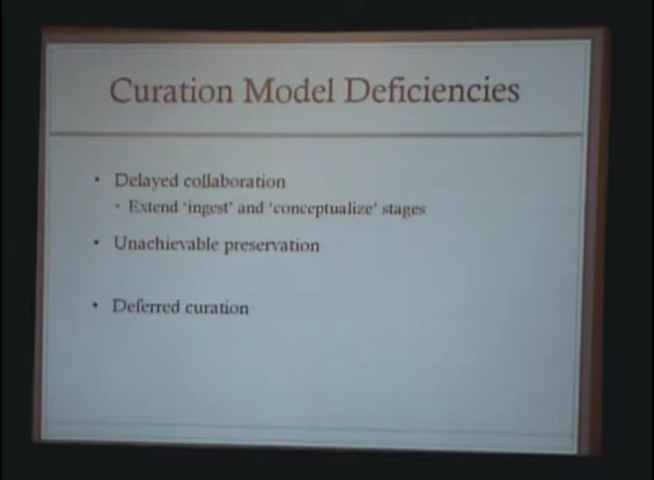 Curation Model Deficiencies
• Delayed collaboration
• Extend 'ingest' and 'conceptualize' stages
• Unachievable preservation
• Deferred curation